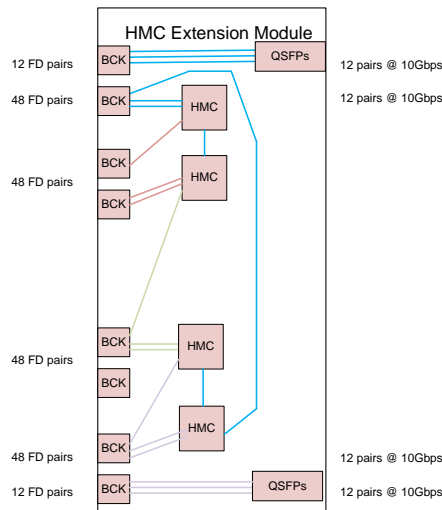 HMC Extension Module
BCK
QSFPs
12 FD pairs
12 pairs @ 10Gbps
BCK
48 FD pairs
HMC
12 pairs @ 10Gbps
BCK
HMC
48 FD pairs
BCK
BCK
HMC
48 FD pairs
BCK
HMC
BCK
48 FD pairs
12 pairs @ 10Gbps
BCK
QSFPs
12 FD pairs
12 pairs @ 10Gbps